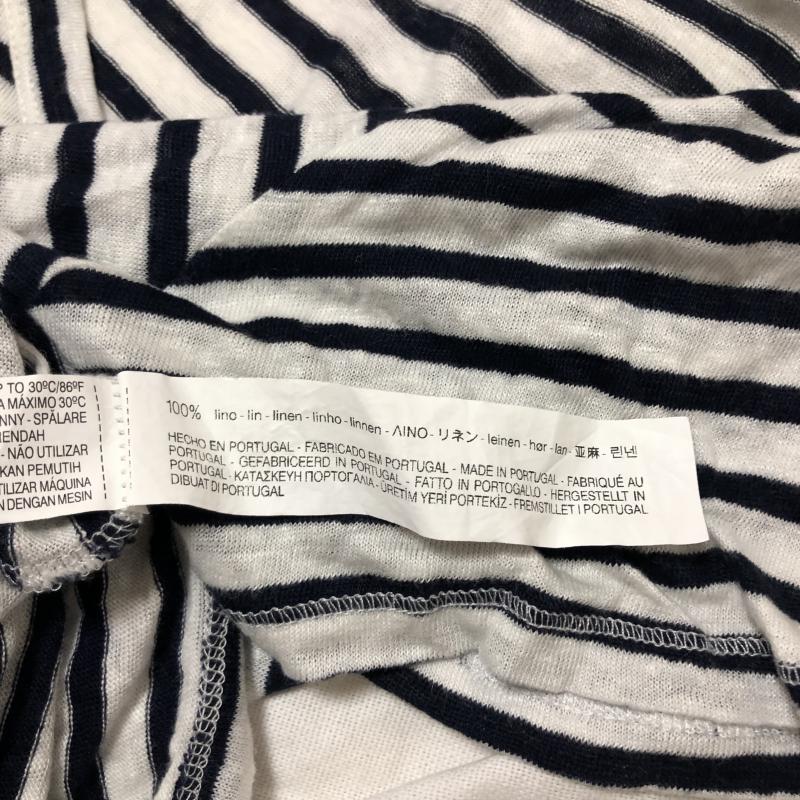 P TO 30ºC/86ºF
A MÁXIMO 30ºC
NNY - SPĂLARE
RENDAH
- NÃO UTILIZAR
KAN PEMUTIH
TILIZAR MÁQUINA
N DENGAN MESIN
100% lino - lin - linen - linho - linnen - ΛΙΝΟ - リネン - leinen - hør - lan - 亚麻 - 린넨
HECHO EN PORTUGAL - FABRICADO EM PORTUGAL - MADE IN PORTUGAL - FABRIQUÉ AU
PORTUGAL - GEFABRICEERD IN PORTUGAL - FATTO IN PORTOGALLO - HERGESTELLT IN
PORTUGAL - ΚΑΤΑΣΚΕΥΗ ΠΟΡΤΟΓΑΛΙΑ - ÜRETİM YERİ PORTEKİZ - FREMSTILLET I PORTUGAL
DIBUAT DI PORTUGAL